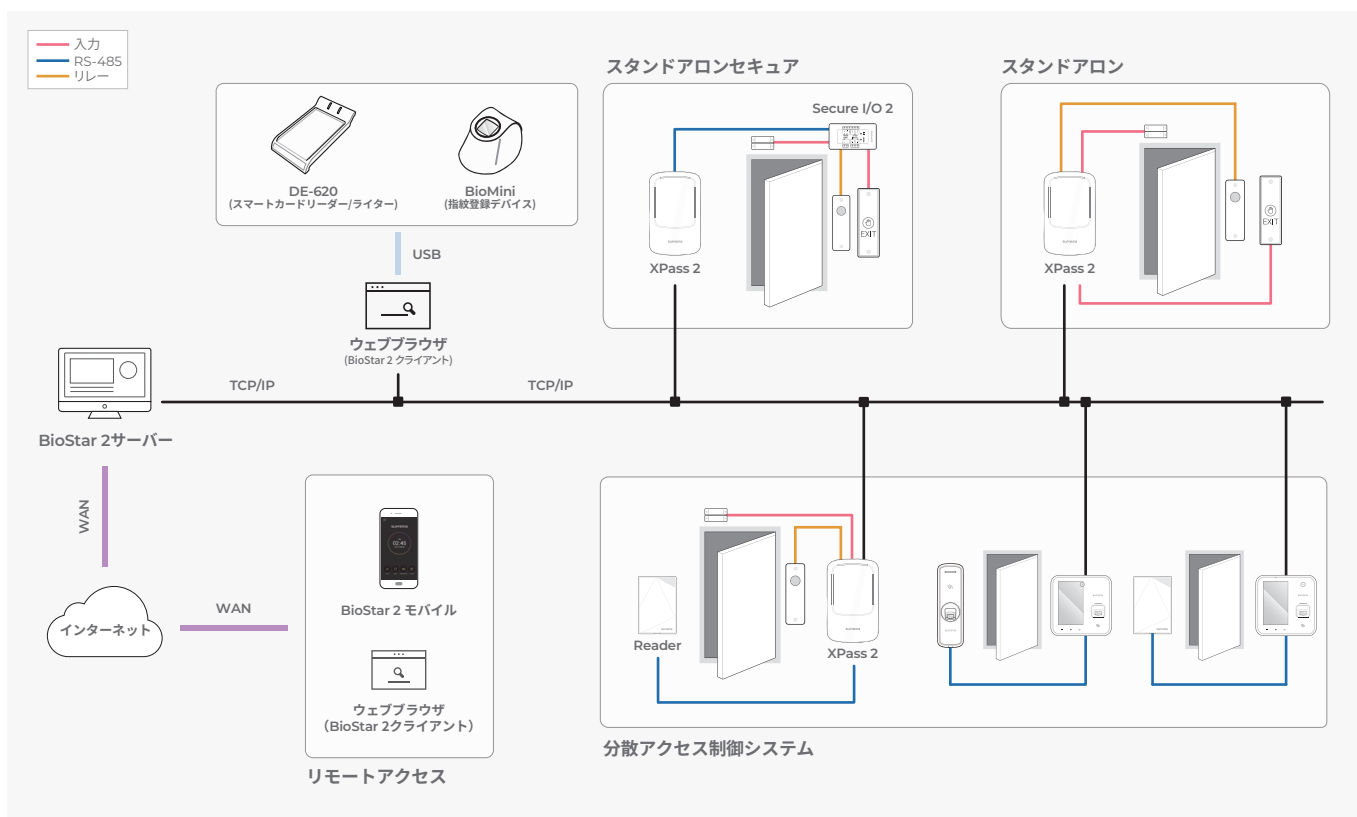 入力
RS-485
リレー
DE-620
(スマートカードリーダー/ライター)
BioMini
(指紋登録デバイス)
USB
ウェブブラウザ
(BioStar 2 クライアント)
スタンドアロンセキュア
Secure I/O 2
EXIT
XPass 2
スタンドアロン
EXIT
XPass 2
TCP/IP
TCP/IP
BioStar 2サーバー
WAN
インターネット
WAN
BioStar 2 モバイル
ウェブブラウザ
(BioStar 2クライアント)
リモートアクセス
Reader
XPass 2
分散アクセス制御システム